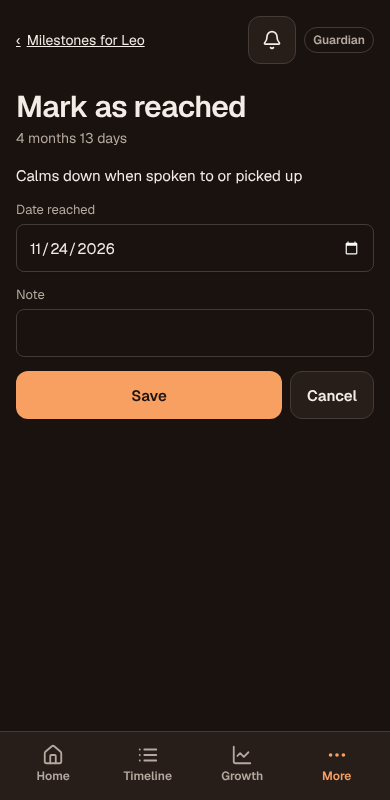 ‹ Milestones for Leo
Guardian
Mark as reached
4 months 13 days
Calms down when spoken to or picked up
Date reached
11/24/2026
Note
Save
Cancel
Home
Timeline
Growth
More